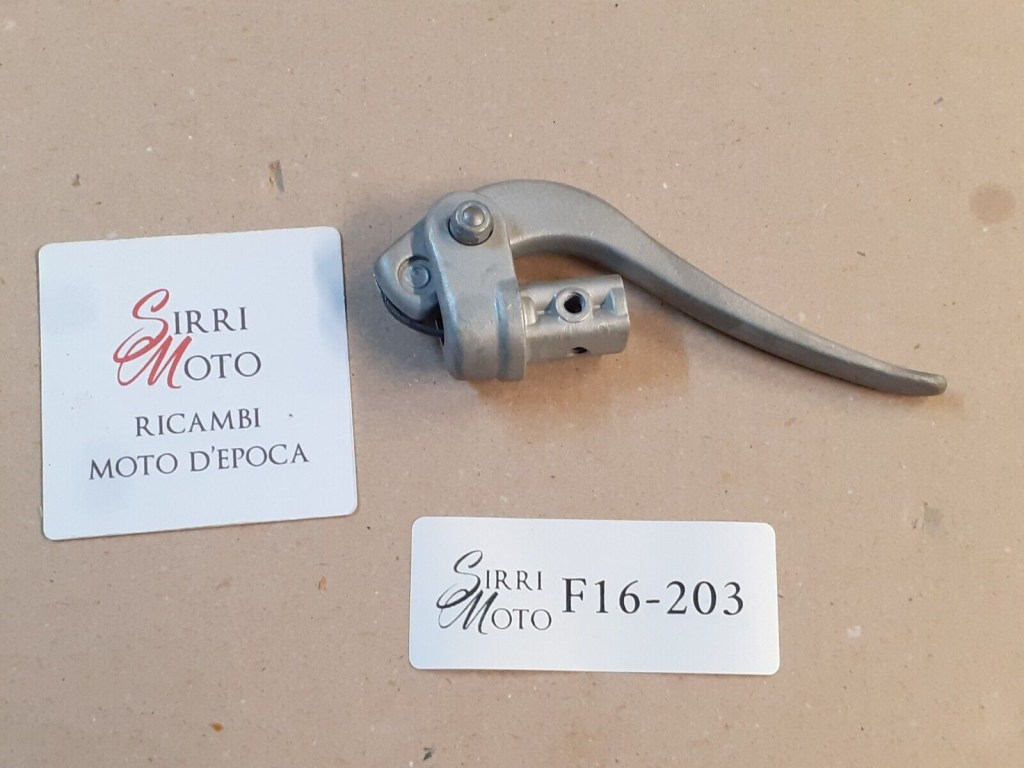 SIRRI
MOTO
RICAMBI
MOTO D'EPOCA
SIRRI
MOTO
F16-203